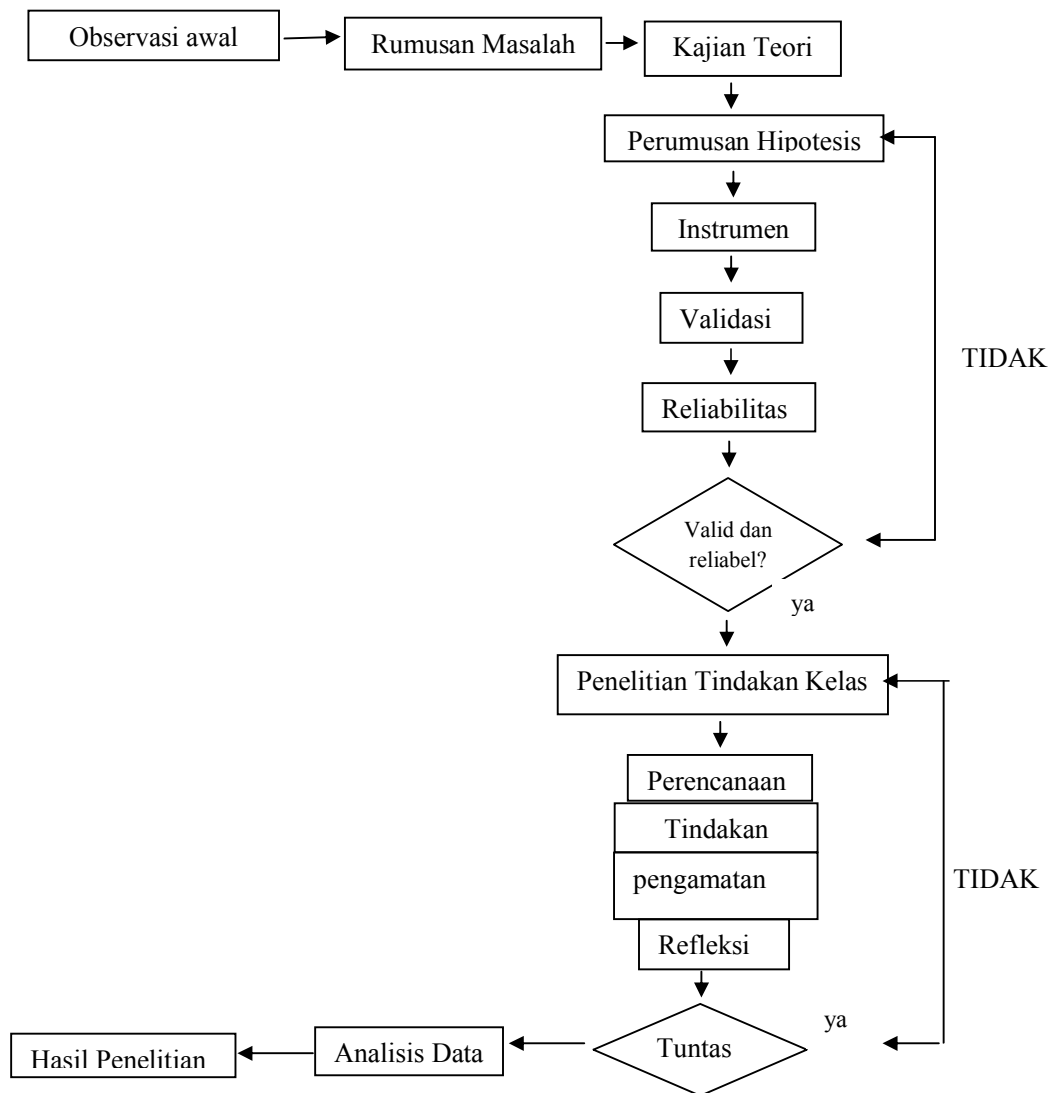 Observasi awal
Rumusan Masalah
Kajian Teori
Perumusan Hipotesis
Instrumen
Validasi
TIDAK
Reliabilitas
Valid dan
reliabel?
ya
Penelitian Tindakan Kelas
Perencanaan
Tindakan
pengamatan
TIDAK
Refleksi
ya
Tuntas
Analisis Data
Hasil Penelitian